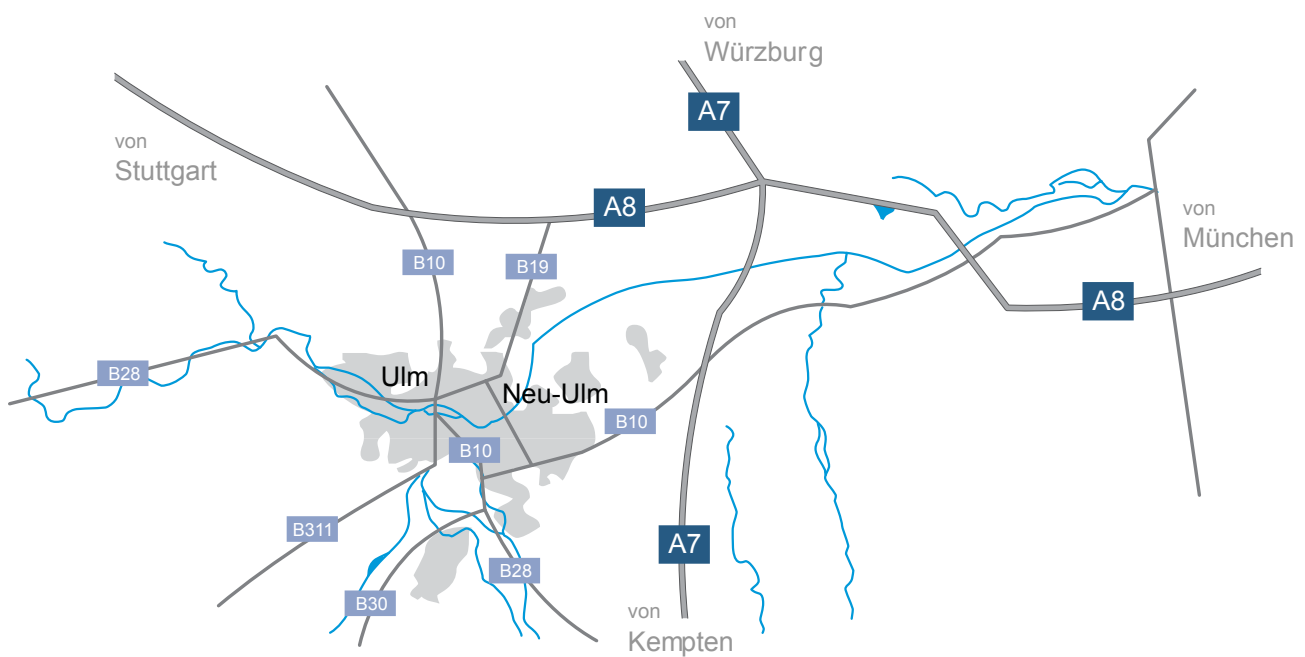 von
Würzburg
A7
von
Stuttgart
A8
von
München
B10
B19
A8
B28
Ulm
Neu-Ulm
B10
B10
B311
A7
B28
B30
von
Kempten